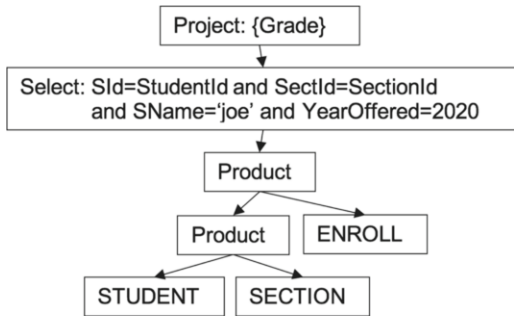 Project: {Grade}
Select: SId=StudentId and SectId=SectionId
and SName=‘joe’ and YearOffered=2020
Product
Product
ENROLL
STUDENT
SECTION